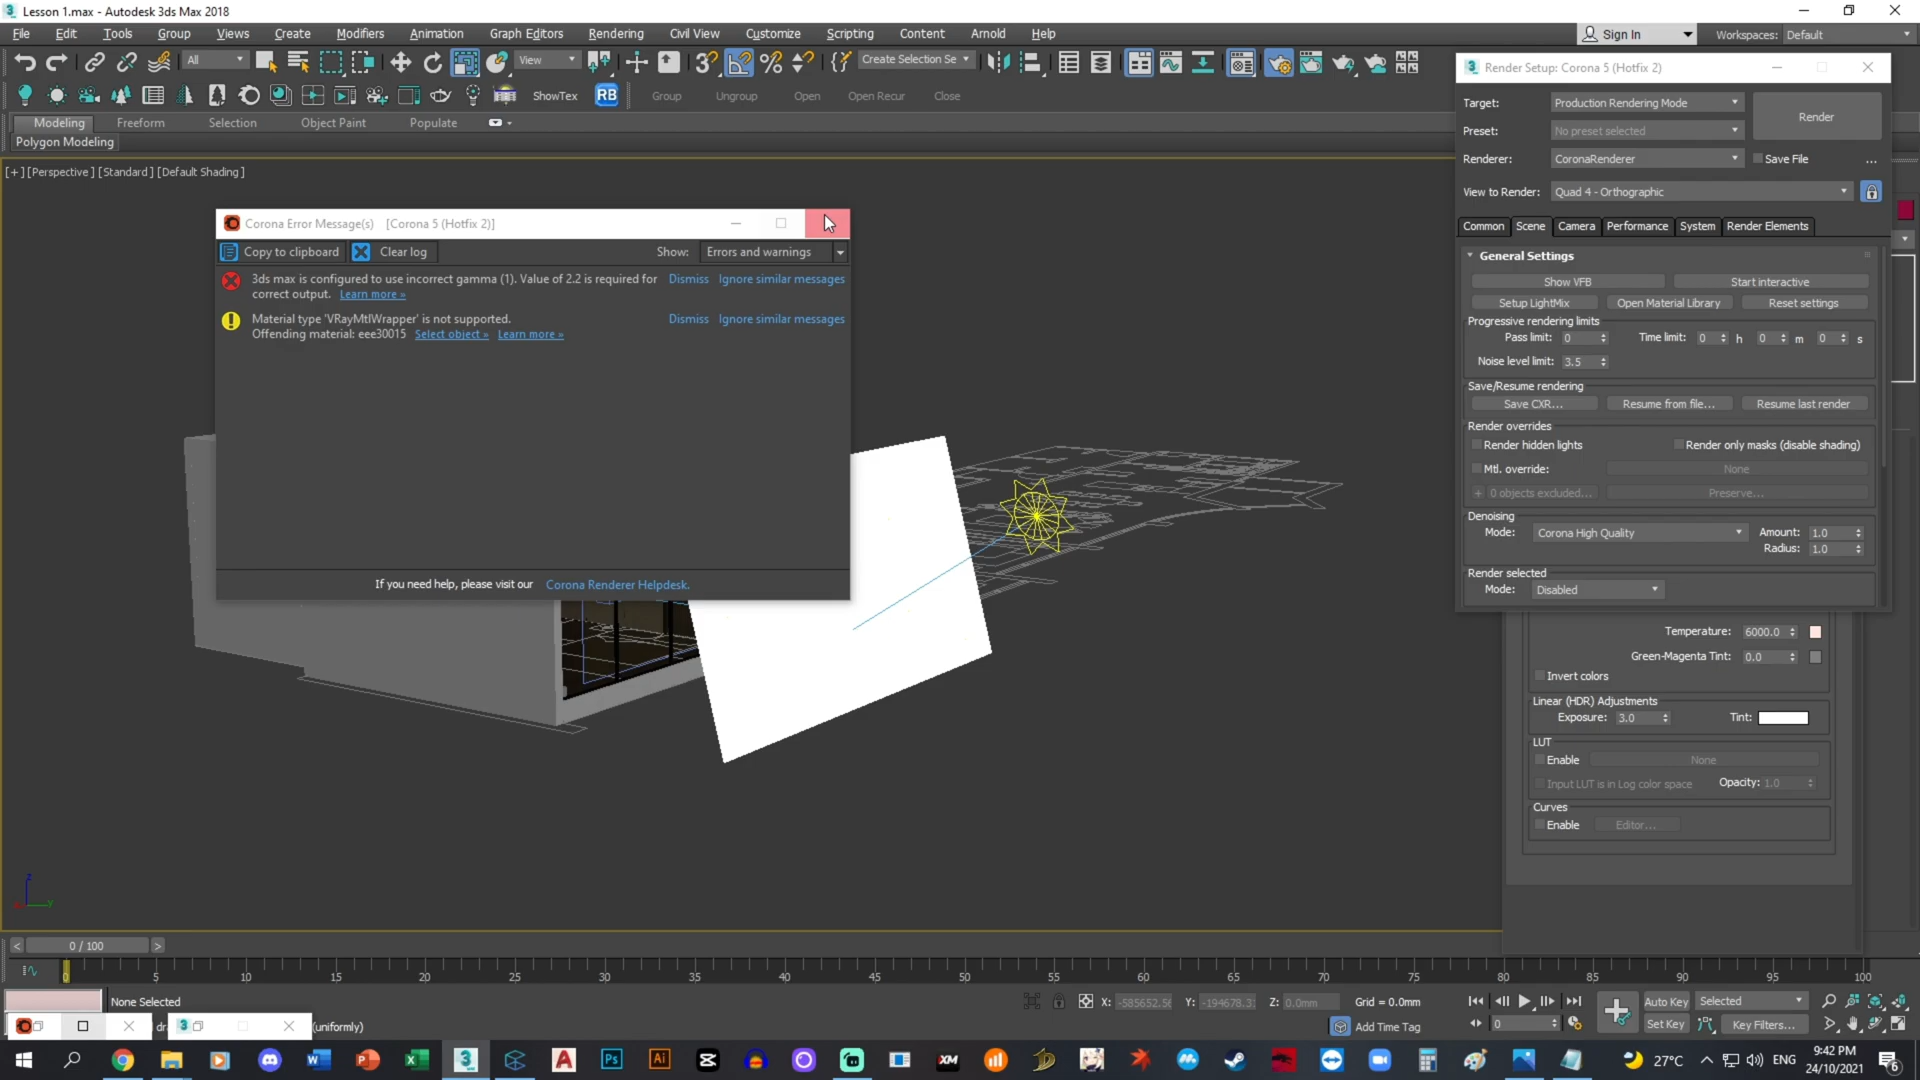 Lesson 1.max - Autodesk 3ds Max 2018
File Edit Tools Group Views Create Modifiers Animation Graph Editors Rendering Civil View Customize Scripting Content Arnold Help
Sign In Workspaces: Default
All View Create Selection Se
ShowTex RB Group Ungroup Open Open Recur Close
Modeling Freeform Selection Object Paint Populate
Polygon Modeling
[+] [Perspective] [Standard] [Default Shading]
Corona Error Message(s) [Corona 5 (Hotfix 2)]
Copy to clipboard Clear log Show: Errors and warnings
3ds max is configured to use incorrect gamma (1). Value of 2.2 is required for Dismiss Ignore similar messages
correct output. Learn more »
Material type 'VRayMtlWrapper' is not supported. Dismiss Ignore similar messages
Offending material: eee30015 Select object » Learn more »
If you need help, please visit our Corona Renderer Helpdesk.
Render Setup: Corona 5 (Hotfix 2)
Target: Production Rendering Mode
Render
Preset: No preset selected
Renderer: CoronaRenderer Save File ...
View to Render: Quad 4 - Orthographic
Common Scene Camera Performance System Render Elements
General Settings
Show VFB Start interactive
Setup LightMix Open Material Library Reset settings
Progressive rendering limits
Pass limit: 0 Time limit: 0 h 0 m 0 s
Noise level limit: 3.5
Save/Resume rendering
Save CXR... Resume from file... Resume last render
Render overrides
Render hidden lights Render only masks (disable shading)
Mtl. override: None
+ 0 objects excluded... Preserve...
Denoising
Mode: Corona High Quality Amount: 1.0
Radius: 1.0
Render selected
Mode: Disabled
Temperature: 6000.0
Green-Magenta Tint: 0.0
Invert colors
Linear (HDR) Adjustments
Exposure: 3.0 Tint:
LUT
Enable None
Input LUT is in Log color space Opacity: 1.0
Curves
Enable Editor...
z
y
< 0 / 100 >
0 5 10 15 20 25 30 35 40 45 50 55 60 65 70 75 80 85 90 95 100
None Selected X: -585652.56 Y: -194678.3 Z: 0.0mm Grid = 0.0mm Auto Key Selected
(uniformly) Add Time Tag 0 Set Key Key Filters...
27°C ENG 9:42 PM
24/10/2021 6